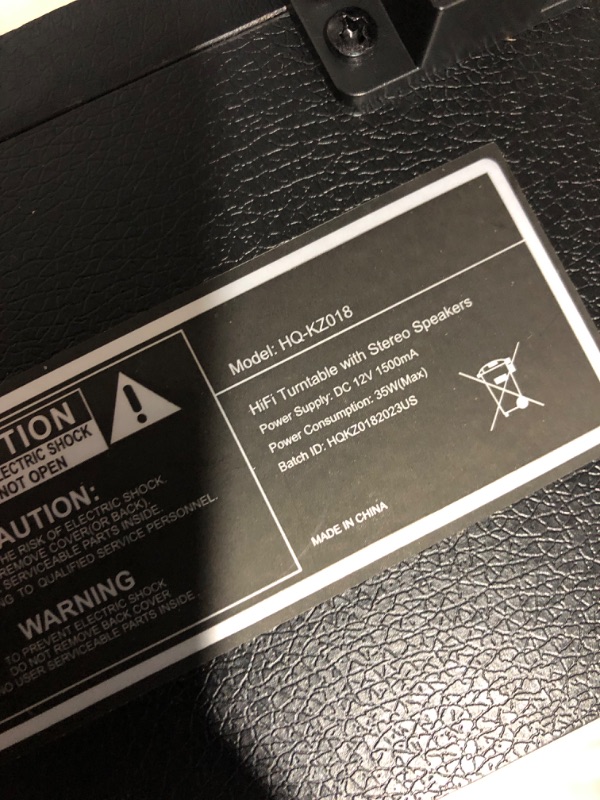 Model: HQ-KZ018
HiFi Turntable with Stereo Speakers
Power Supply: DC 12V 1500mA
Power Consumption: 35W(Max)
Batch ID: HQKZ0182023US
MADE IN CHINA
TION
ELECTRIC SHOCK
NOT OPEN
AUTION:
THE RISK OF ELECTRIC SHOCK.
REMOVE COVER(OR BACK)
SERVICEABLE PARTS INSIDE.
TO QUALIFIED SERVICE PERSONNEL.
WARNING
TO PREVENT ELECTRIC SHOCK
DO NOT REMOVE BACK COVER.
NO USER SERVICEABLE PARTS INSIDE.